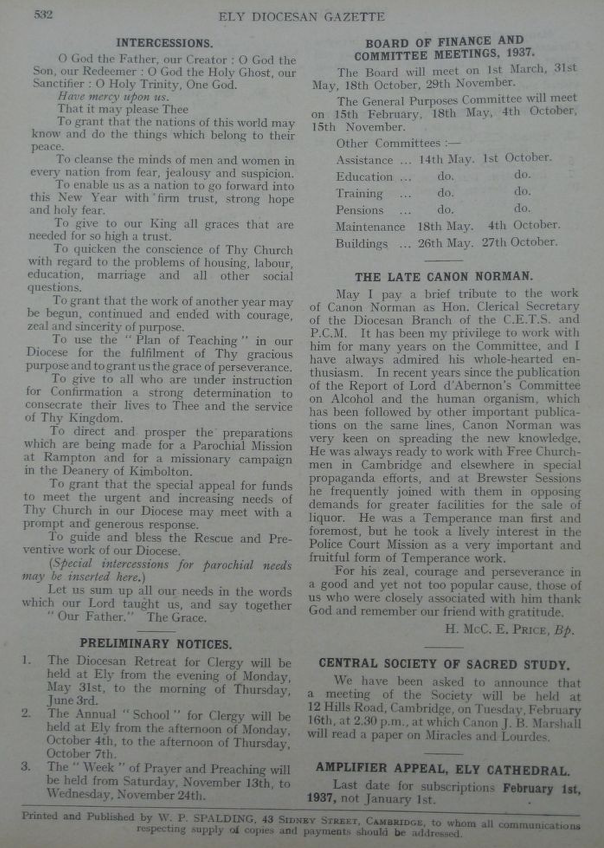 532
ELY DIOCESAN GAZETTE
INTERCESSIONS.
O God the Father, our Creator : O God the
Son, our Redeemer : O God the Holy Ghost, our
Sanctifier : O Holy Trinity, One God.
Have mercy upon us.
That it may please Thee
To grant that the nations of this world may
know and do the things which belong to their
peace.
To cleanse the minds of men and women in
every nation from fear, jealousy and suspicion.
To enable us as a nation to go forward into
this New Year with firm trust, strong hope
and holy fear.
To give to our King all graces that are
needed for so high a trust.
To quicken the conscience of Thy Church
with regard to the problems of housing, labour,
education, marriage and all other social
questions.
To grant that the work of another year may
be begun, continued and ended with courage,
zeal and sincerity of purpose.
To use the " Plan of Teaching " in our
Diocese for the fulfilment of Thy gracious
purpose and to grant us the grace of perseverance.
To give to all who are under instruction
for Confirmation a strong determination to
consecrate their lives to Thee and the service
of Thy Kingdom.
To direct and prosper the preparations
which are being made for a Parochial Mission
at Rampton and for a missionary campaign
in the Deanery of Kimbolton.
To grant that the special appeal for funds
to meet the urgent and increasing needs of
Thy Church in our Diocese may meet with a
prompt and generous response.
To guide and bless the Rescue and Pre-
ventive work of our Diocese.
(Special intercessions for parochial needs
may be inserted here.)
Let us sum up all our needs in the words
which our Lord taught us, and say together
" Our Father." The Grace.
PRELIMINARY NOTICES.
1. The Diocesan Retreat for Clergy will be
held at Ely from the evening of Monday,
May 31st, to the morning of Thursday,
June 3rd.
2. The Annual " School " for Clergy will be
held at Ely from the afternoon of Monday,
October 4th, to the afternoon of Thursday,
October 7th.
3. The " Week " of Prayer and Preaching will
be held from Saturday, November 13th, to
Wednesday, November 24th.
BOARD OF FINANCE AND
COMMITTEE MEETINGS, 1937.
The Board will meet on 1st March, 31st
May, 18th October, 29th November.
The General Purposes Committee will meet
on 15th February, 18th May, 4th October,
15th November.
Other Committees :—
Assistance ... 14th May. 1st October.
Education ... do. do.
Training ... do. do.
Pensions ... do. do.
Maintenance 18th May. 4th October.
Buildings ... 26th May. 27th October.
THE LATE CANON NORMAN.
May I pay a brief tribute to the work
of Canon Norman as Hon. Clerical Secretary
of the Diocesan Branch of the C.E.T.S. and
P.C.M. It has been my privilege to work with
him for many years on the Committee, and I
have always admired his whole-hearted en-
thusiasm. In recent years since the publication
of the Report of Lord d'Abernon's Committee
on Alcohol and the human organism, which
has been followed by other important publica-
tions on the same lines, Canon Norman was
very keen on spreading the new knowledge.
He was always ready to work with Free Church-
men in Cambridge and elsewhere in special
propaganda efforts, and at Brewster Sessions
he frequently joined with them in opposing
demands for greater facilities for the sale of
liquor. He was a Temperance man first and
foremost, but he took a lively interest in the
Police Court Mission as a very important and
fruitful form of Temperance work.
For his zeal, courage and perseverance in
a good and yet not too popular cause, those of
us who were closely associated with him thank
God and remember our friend with gratitude.
H. McC. E. PRICE, Bp.
CENTRAL SOCIETY OF SACRED STUDY.
We have been asked to announce that
a meeting of the Society will be held at
12 Hills Road, Cambridge, on Tuesday, February
16th, at 2.30 p.m., at which Canon J. B. Marshall
will read a paper on Miracles and Lourdes.
AMPLIFIER APPEAL, ELY CATHEDRAL.
Last date for subscriptions February 1st,
1937, not January 1st.
Printed and Published by W. P. SPALDING, 43 SIDNEY STREET, CAMBRIDGE, to whom all communications
respecting supply of copies and payments should be addressed.